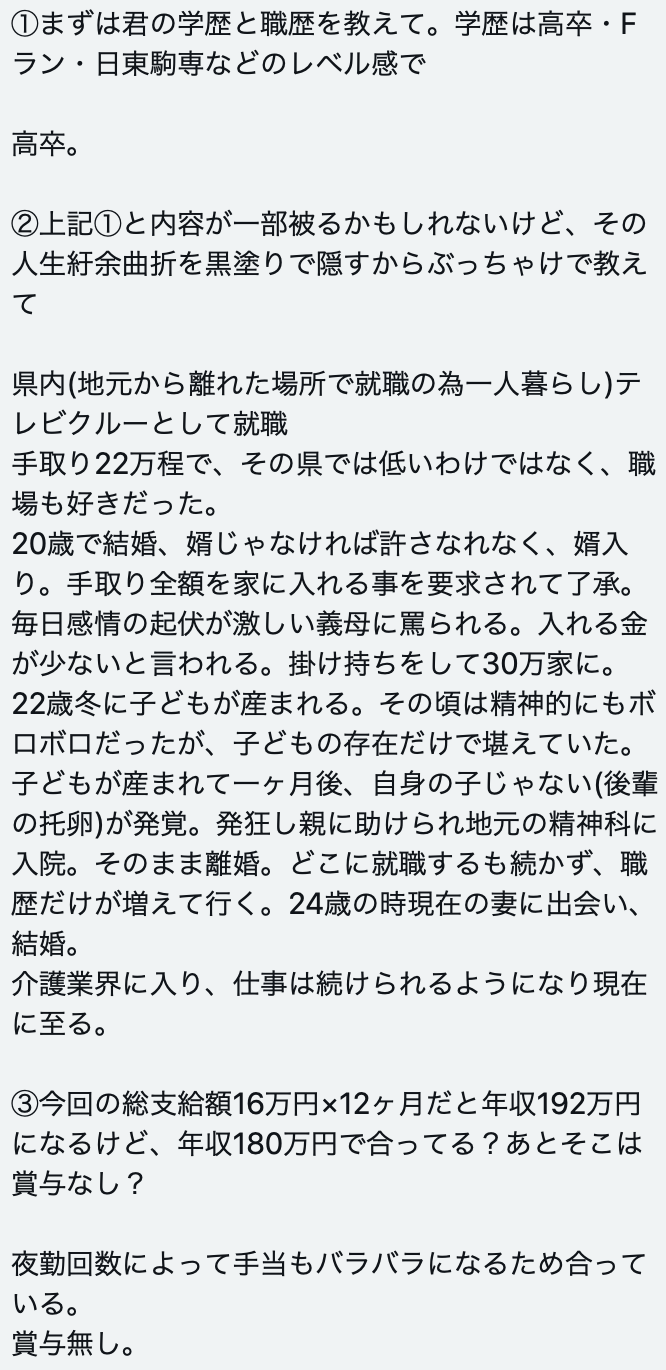 ①まずは君の学歴と職歴を教えて。学歴は高卒・F
ラン・日東駒専などのレベル感で
高卒。
②上記①と内容が一部被るかもしれないけど、その
人生紆余曲折を黒塗りで隠すからぶっちゃけで教え
て
県内(地元から離れた場所で就職の為一人暮らし)テ
レビクルーとして就職
手取り22万程で、その県では低いわけではなく、職
場も好きだった。
20歳で結婚、婿じゃなければ許さなれなく、婿入
り。手取り全額を家に入れる事を要求されて了承。
毎日感情の起伏が激しい義母に罵られる。入れる金
が少ないと言われる。掛け持ちをして30万家に。
22歳冬に子どもが産まれる。その頃は精神的にもボ
ロボロだったが、子どもの存在だけで堪えていた。
子どもが産まれて一ヶ月後、自身の子じゃない(後輩
の托卵)が発覚。発狂し親に助けられ地元の精神科に
入院。そのまま離婚。どこに就職するも続かず、職
歴だけが増えて行く。24歳の時現在の妻に出会い、
結婚。
介護業界に入り、仕事は続けられるようになり現在
に至る。
③今回の総支給額16万円×12ヶ月だと年収192万円
になるけど、年収180万円で合ってる？あとそこは
賞与なし？
夜勤回数によって手当もバラバラになるため合って
いる。
賞与無し。